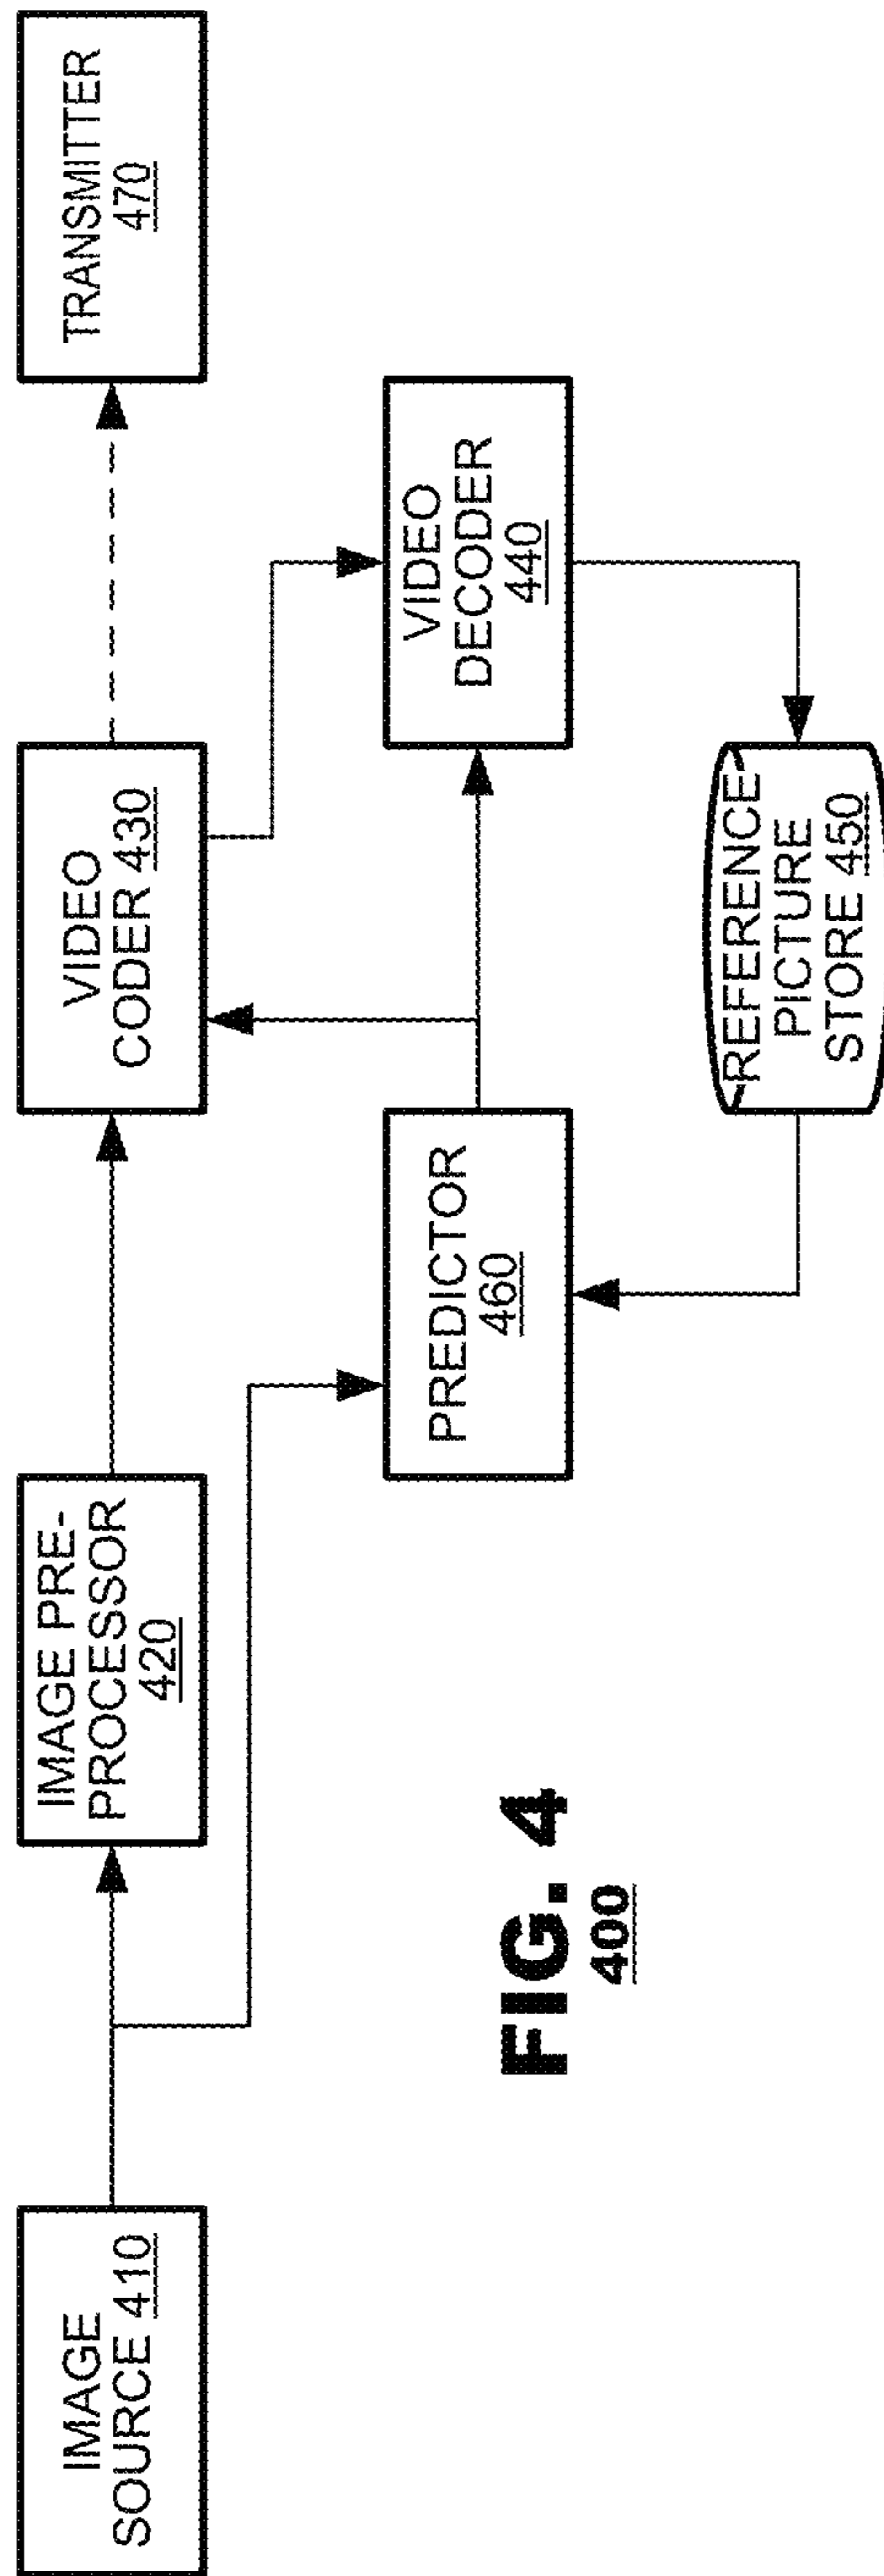 IMAGE
SOURCE 410
IMAGE PRE-
PROCESSOR
420
VIDEO
CODER 430
TRANSMITTER
470
PREDICTOR
460
VIDEO
DECODER
440
REFERENCE
PICTURE
STORE 450
FIG. 4
400